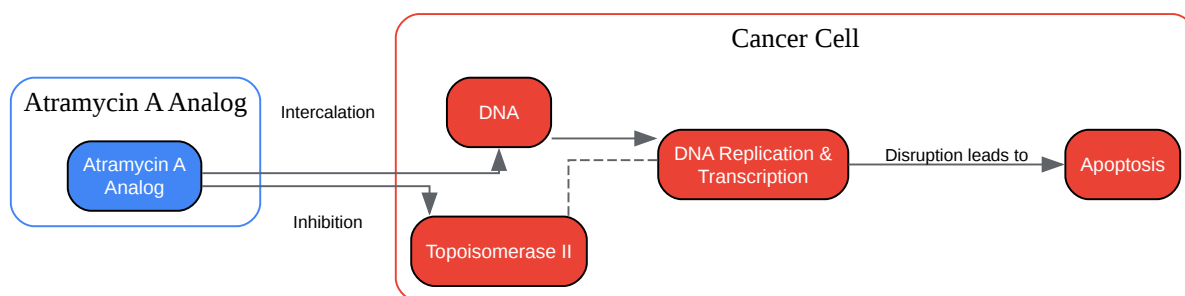 Cancer Cell
Atramycin A Analog
Atramycin A
Analog
Intercalation
Inhibition
DNA
Topoisomerase II
DNA Replication &
Transcription
Disruption leads to
Apoptosis